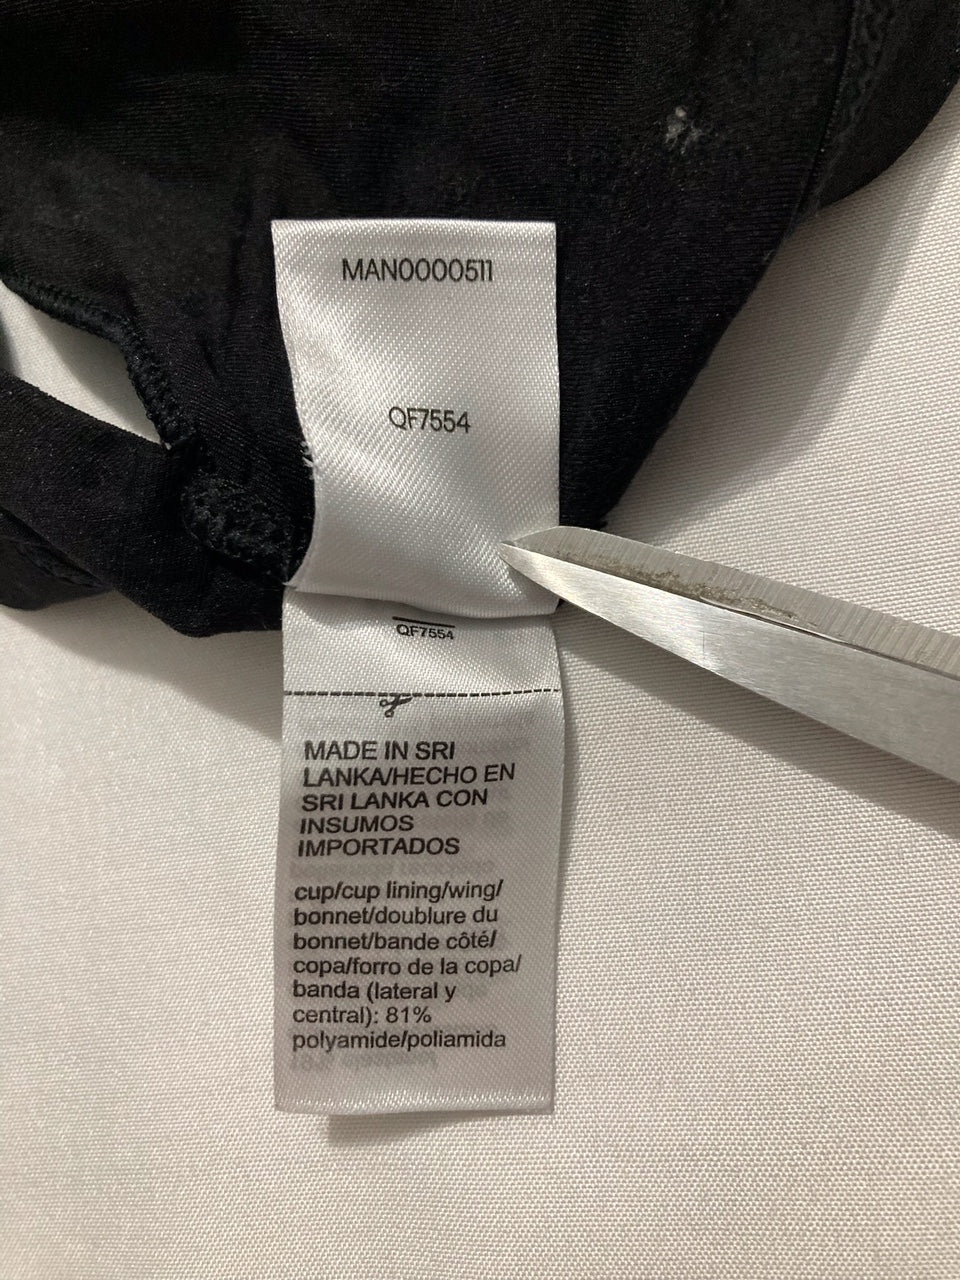 MAN0000511
QF7554
QF7554
MADE IN SRI
LANKA/HECHO EN
SRI LANKA CON
INSUMOS
IMPORTADOS
cup/cup lining/wing/
bonnet/doublure du
bonnet/bande côté/
copa/forro de la copa/
banda (lateral y
central): 81%
polyamide/poliamida